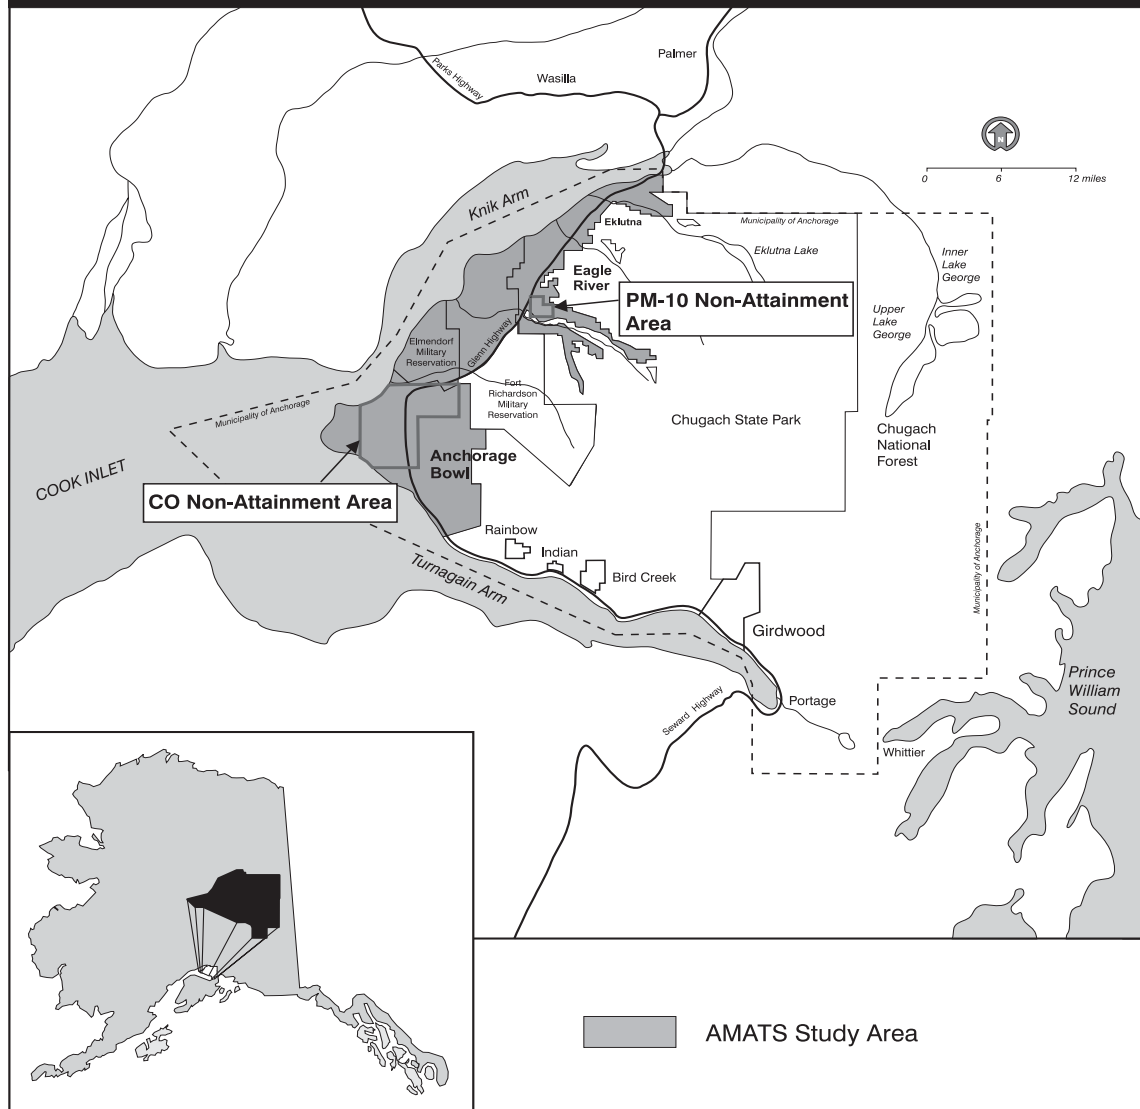 Palmer
Parks Highway
Wasilla
N
0 6 12 miles
Knik Arm
Municipality of Anchorage
Eklutna
Eklutna Lake
Inner
Lake
George
Eagle
River
PM-10 Non-Attainment
Area
Upper
Lake
George
Elmendorf
Military
Reservation
Glenn Highway
Fort
Richardson
Military
Reservation
Municipality of Anchorage
Chugach State Park
Chugach
National
Forest
COOK INLET
Anchorage
Bowl
CO Non-Attainment Area
Rainbow
Indian
Bird Creek
Turnagain Arm
Municipality of Anchorage
Girdwood
Prince
William
Sound
Seward Highway
Portage
Whittier
AMATS Study Area